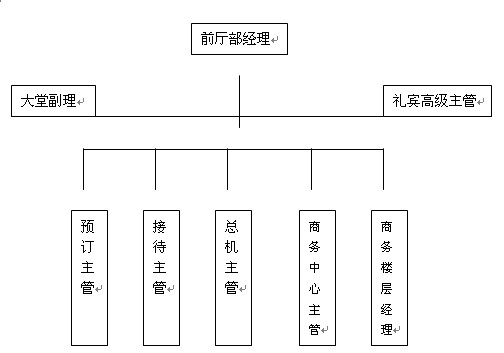 前厅部经理
大堂副理
礼宾高级主管
预订主管
接待主管
总机主管
商务中心主管
商务楼层经理